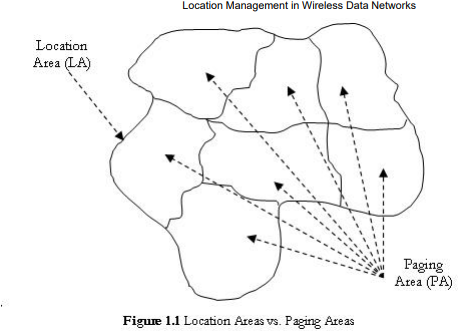 Location Management in Wireless Data Networks
Location
Area (LA)
Paging
Area (PA)
Figure 1.1 Location Areas vs. Paging Areas